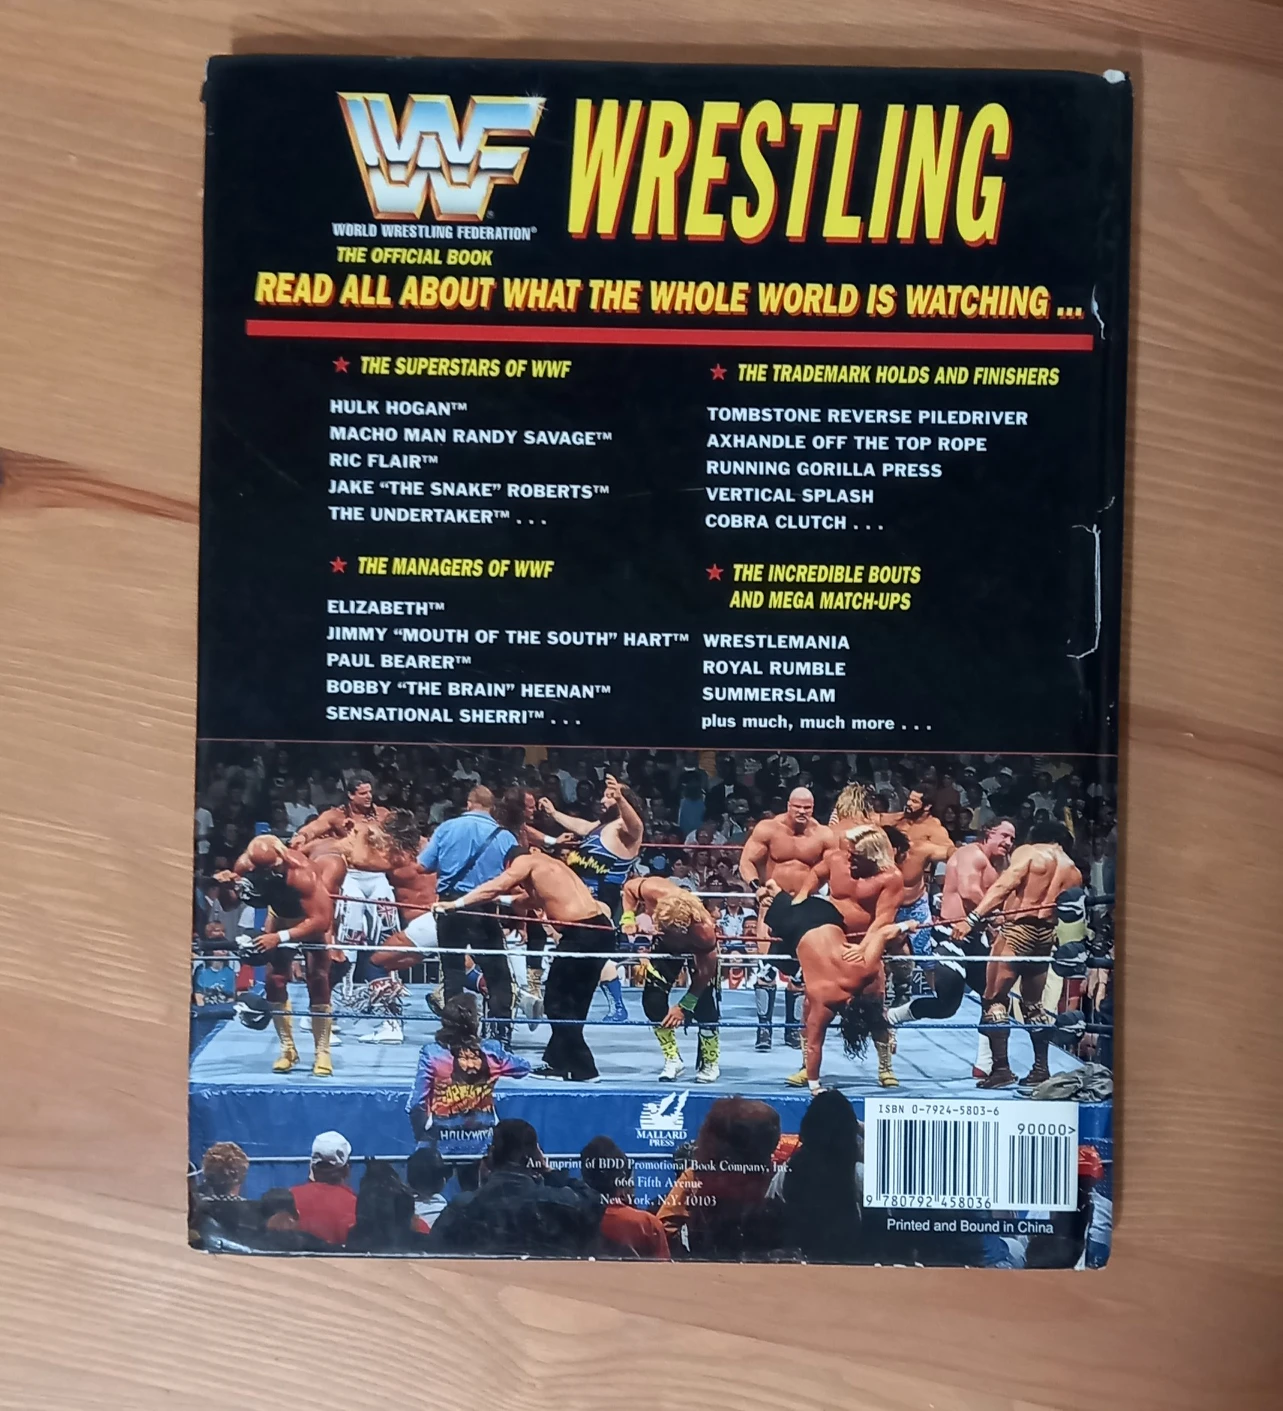 WF
WRESTLING
WORLD WRESTLING FEDERATION®
THE OFFICIAL BOOK
READ ALL ABOUT WHAT THE WHOLE WORLD IS WATCHING ...
★ THE SUPERSTARS OF WWF
HULK HOGAN™
MACHO MAN RANDY SAVAGE™
RIC FLAIR™
JAKE “THE SNAKE” ROBERTS™
THE UNDERTAKER™ . . .
★ THE MANAGERS OF WWF
ELIZABETH™
JIMMY “MOUTH OF THE SOUTH” HART™
PAUL BEARER™
BOBBY “THE BRAIN” HEENAN™
SENSATIONAL SHERRI™ . . .
★ THE TRADEMARK HOLDS AND FINISHERS
TOMBSTONE REVERSE PILEDRIVER
AXHANDLE OFF THE TOP ROPE
RUNNING GORILLA PRESS
VERTICAL SPLASH
COBRA CLUTCH . . .
★ THE INCREDIBLE BOUTS
AND MEGA MATCH-UPS
WRESTLEMANIA
ROYAL RUMBLE
SUMMERSLAM
plus much, much more . . .
HOLLYWOOD
MALLARD
PRESS
An Imprint of BDD Promotional Book Company, Inc.
666 Fifth Avenue
New York, N.Y. 10103
ISBN 0-7924-5803-6
90000>
9 780792 458036
Printed and Bound in China